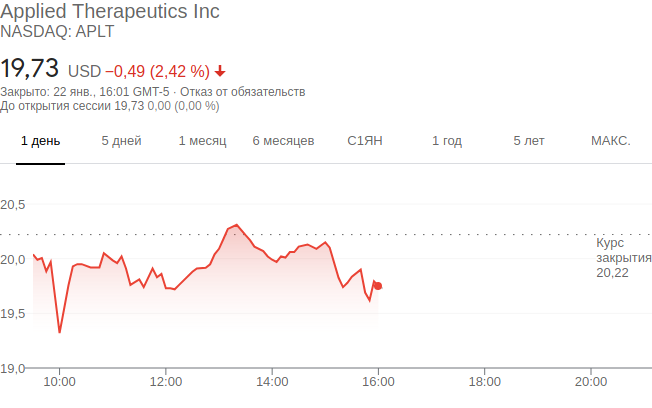 Applied Therapeutics Inc
NASDAQ: APLT
19,73 USD −0,49 (2,42 %)
Закрыто: 22 янв., 16:01 GMT-5 · Отказ от обязательств
До открытия сессии 19,73 0,00 (0,00 %)
1 день 5 дней 1 месяц 6 месяцев С1ЯН 1 год 5 лет МАКС.
20,5
Курс
закрытия
20,22
20,0
19,5
19,0
10:00 12:00 14:00 16:00 18:00 20:00